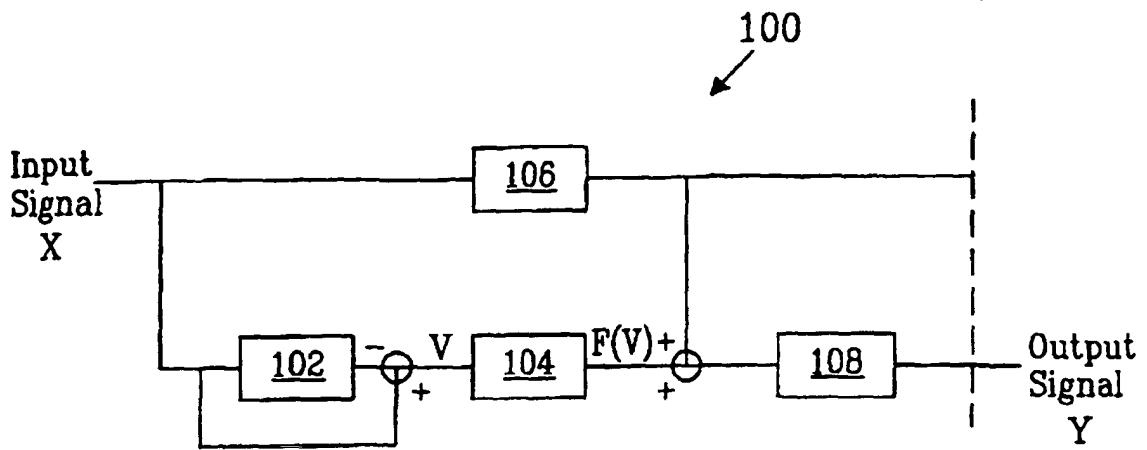 100
Input
Signal
X
106
102
−
+
V
104
F(V)
+
+
108
Output
Signal
Y